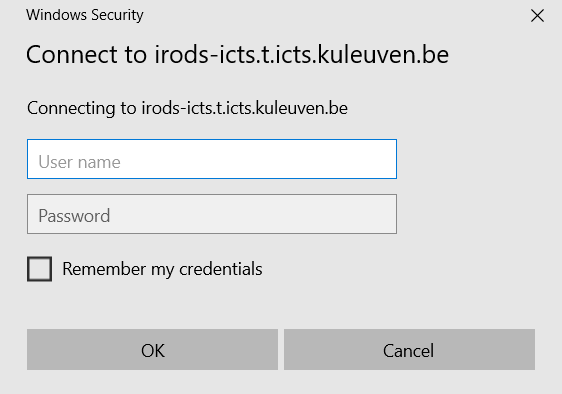 Windows Security
Connect to irods-icts.t.icts.kuleuven.be
Connecting to irods-icts.t.icts.kuleuven.be
User name
Password
Remember my credentials
OK
Cancel